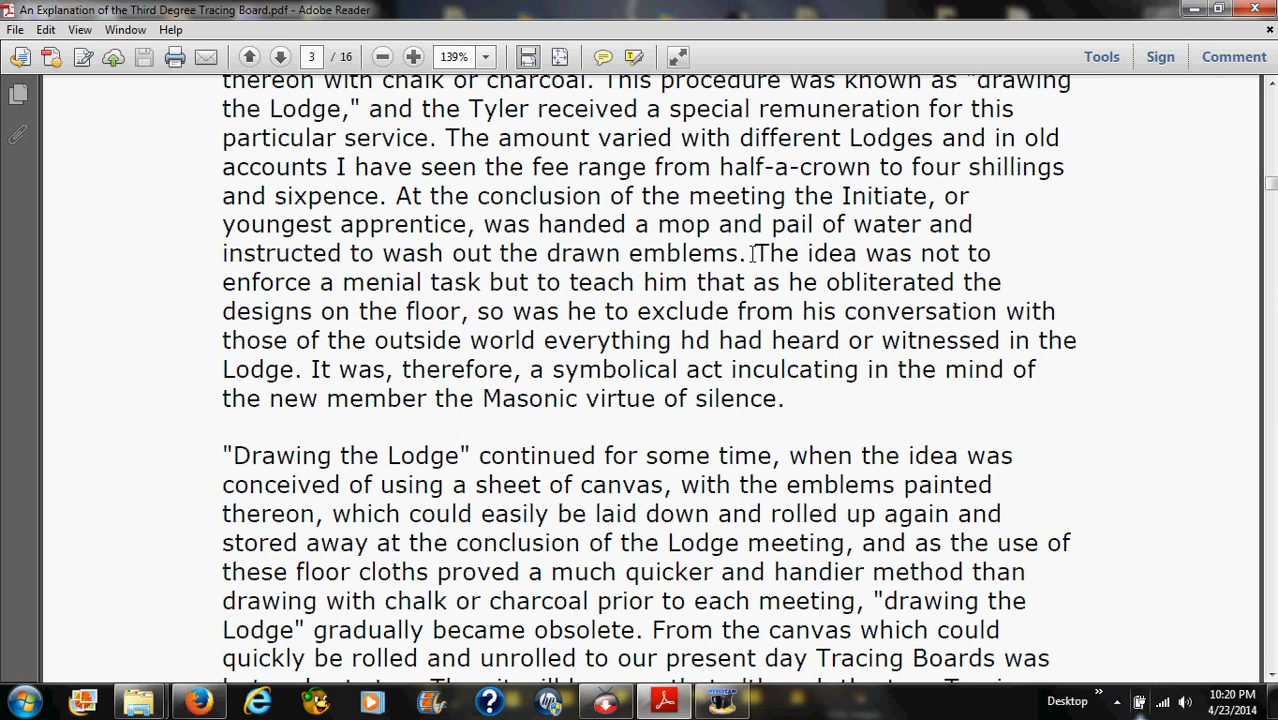 An Explanation of the Third Degree Tracing Board.pdf - Adobe Reader
File Edit View Window Help
3 / 16 139% Tools Sign Comment
thereon with chalk or charcoal. This procedure was known as "drawing
the Lodge," and the Tyler received a special remuneration for this
particular service. The amount varied with different Lodges and in old
accounts I have seen the fee range from half-a-crown to four shillings
and sixpence. At the conclusion of the meeting the Initiate, or
youngest apprentice, was handed a mop and pail of water and
instructed to wash out the drawn emblems. The idea was not to
enforce a menial task but to teach him that as he obliterated the
designs on the floor, so was he to exclude from his conversation with
those of the outside world everything hd had heard or witnessed in the
Lodge. It was, therefore, a symbolical act inculcating in the mind of
the new member the Masonic virtue of silence.
"Drawing the Lodge" continued for some time, when the idea was
conceived of using a sheet of canvas, with the emblems painted
thereon, which could easily be laid down and rolled up again and
stored away at the conclusion of the Lodge meeting, and as the use of
these floor cloths proved a much quicker and handier method than
drawing with chalk or charcoal prior to each meeting, "drawing the
Lodge" gradually became obsolete. From the canvas which could
quickly be rolled and unrolled to our present day Tracing Boards was
Desktop 10:20 PM
4/23/2014